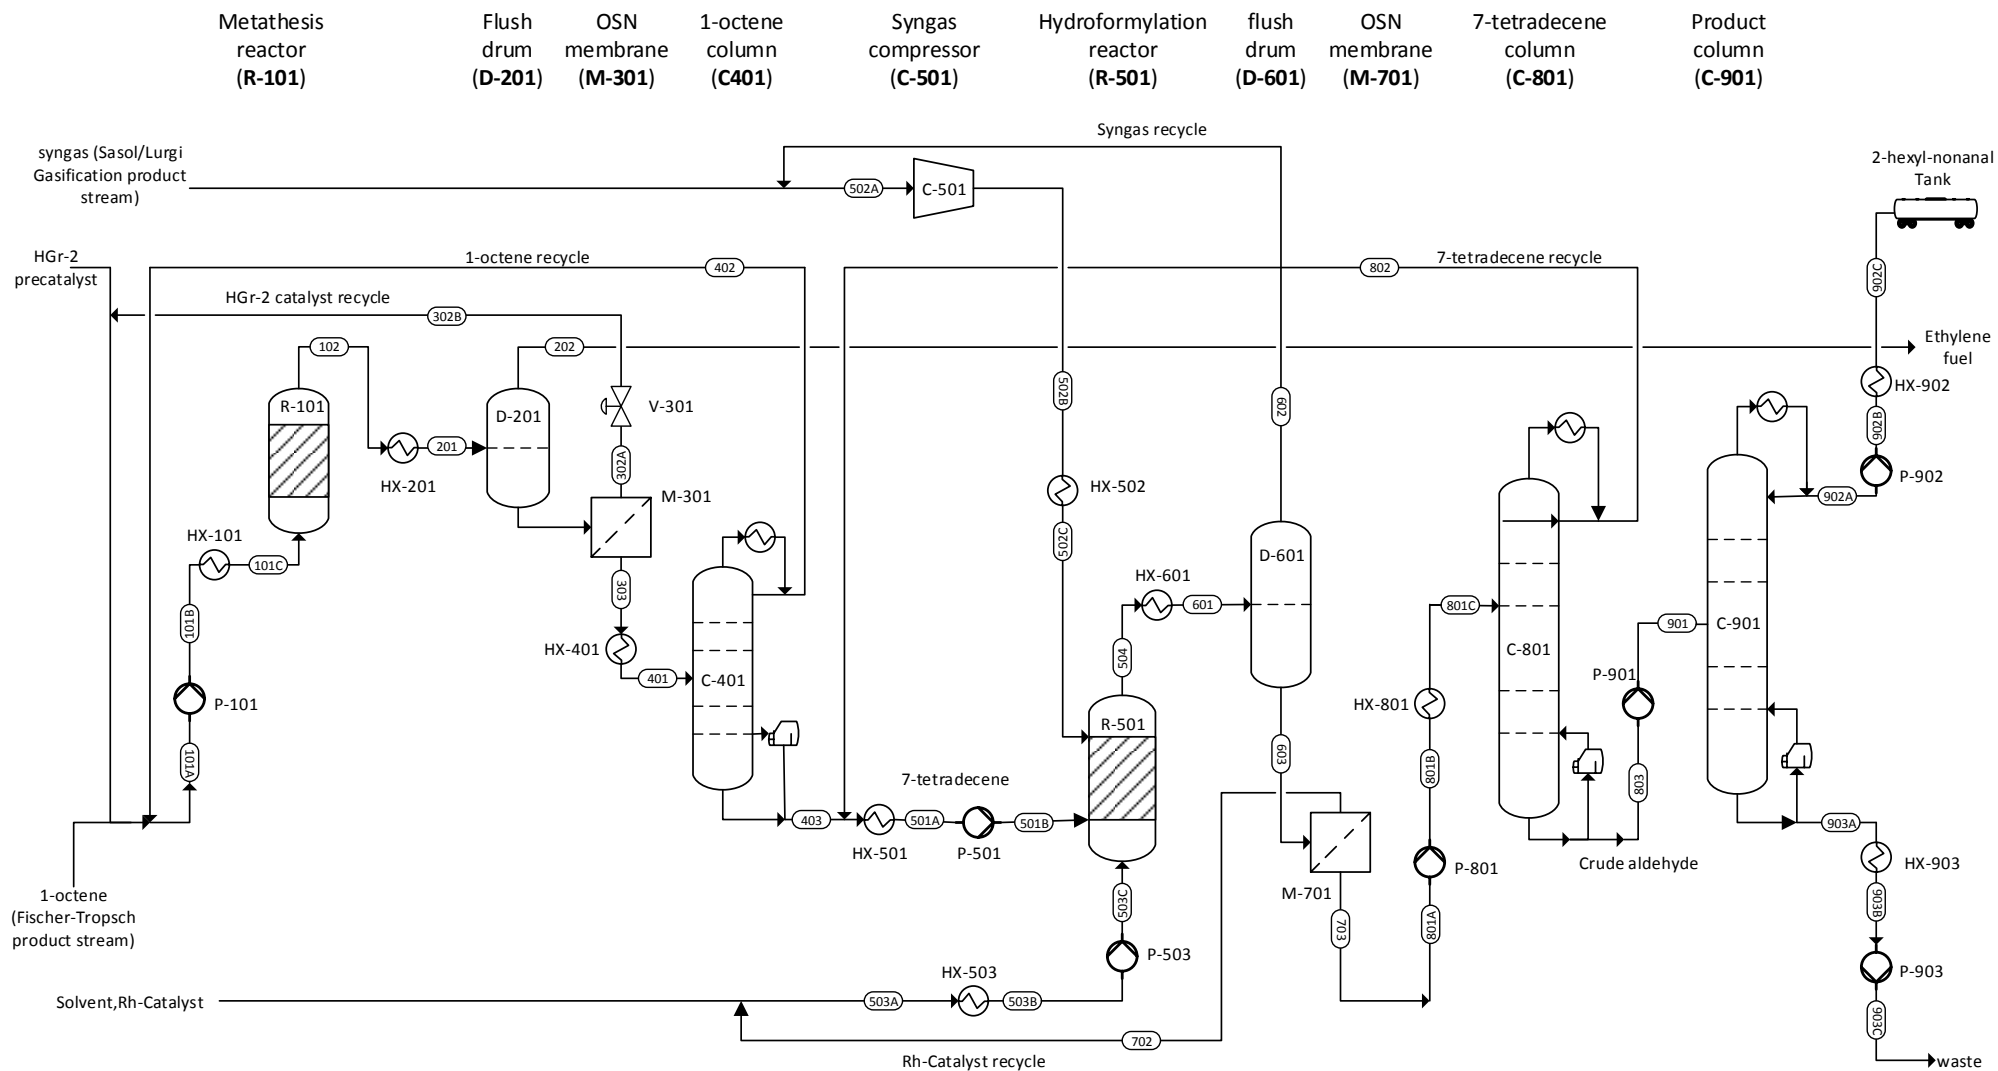 Metathesis
reactor
(R-101)
Flush
drum
(D-201)
OSN
membrane
(M-301)
1-octene
column
(C401)
Syngas
compressor
(C-501)
Hydroformylation
reactor
(R-501)
flush
drum
(D-601)
OSN
membrane
(M-701)
7-tetradecene
column
(C-801)
Product
column
(C-901)
Syngas recycle
syngas (Sasol/Lurgi
Gasification product
stream)
502A
C-501
2-hexyl-nonanal
Tank
HGr-2
precatalyst
1-octene recycle
402
802
7-tetradecene recycle
902C
HGr-2 catalyst recycle
302B
102
202
Ethylene
fuel
R-101
D-201
V-301
502B
602
HX-902
902B
201
HX-201
302A
M-301
HX-502
P-902
902A
HX-101
101C
502C
D-601
303
HX-601
601
801C
101B
HX-401
401
C-401
504
C-801
901
C-901
P-101
R-501
603
HX-801
P-901
101A
7-tetradecene
801B
803
403
501A
501B
HX-501
P-501
903A
P-801
Crude aldehyde
HX-903
M-701
1-octene
(Fischer-Tropsch
product stream)
503C
703
801A
903B
P-503
HX-503
P-903
Solvent,Rh-Catalyst
503A
503B
903C
702
Rh-Catalyst recycle
waste